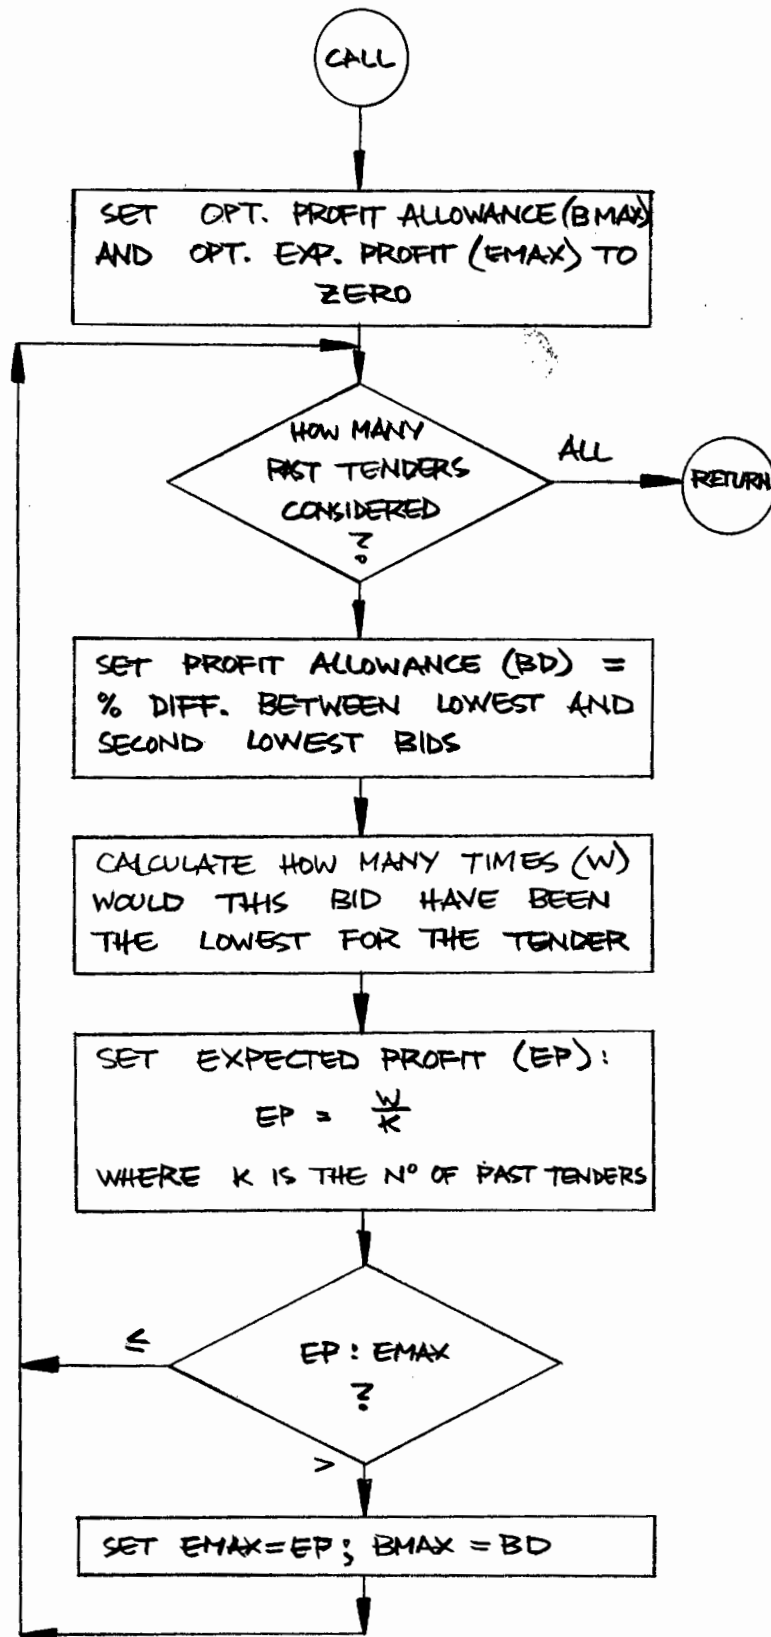 CALL
SET OPT. PROFIT ALLOWANCE (BMAX)
AND OPT. EXP. PROFIT (EMAX) TO
ZERO
HOW MANY
PAST TENDERS
CONSIDERED
?
ALL
RETURN
SET PROFIT ALLOWANCE (BD) =
% DIFF. BETWEEN LOWEST AND
SECOND LOWEST BIDS
CALCULATE HOW MANY TIMES (W)
WOULD THIS BID HAVE BEEN
THE LOWEST FOR THE TENDER
SET EXPECTED PROFIT (EP):
EP = W/K
WHERE K IS THE Nº OF PAST TENDERS
≤
EP : EMAX
?
>
SET EMAX=EP; BMAX = BD